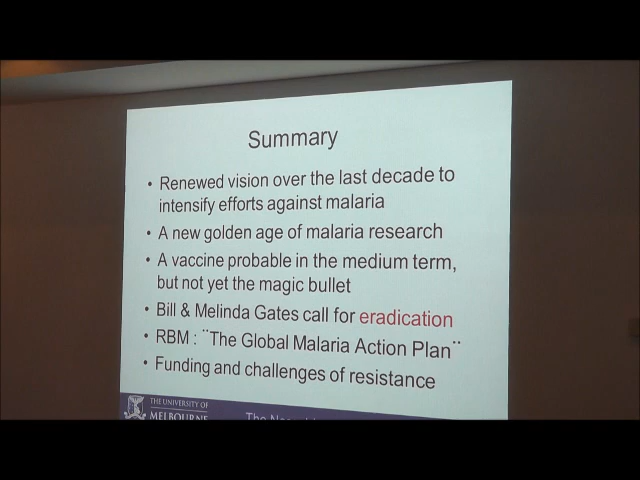 Summary
• Renewed vision over the last decade to
intensify efforts against malaria
• A new golden age of malaria research
• A vaccine probable in the medium term,
but not yet the magic bullet
• Bill & Melinda Gates call for eradication
• RBM : ¨The Global Malaria Action Plan¨
• Funding and challenges of resistance
THE UNIVERSITY OF
MELBOURNE
The